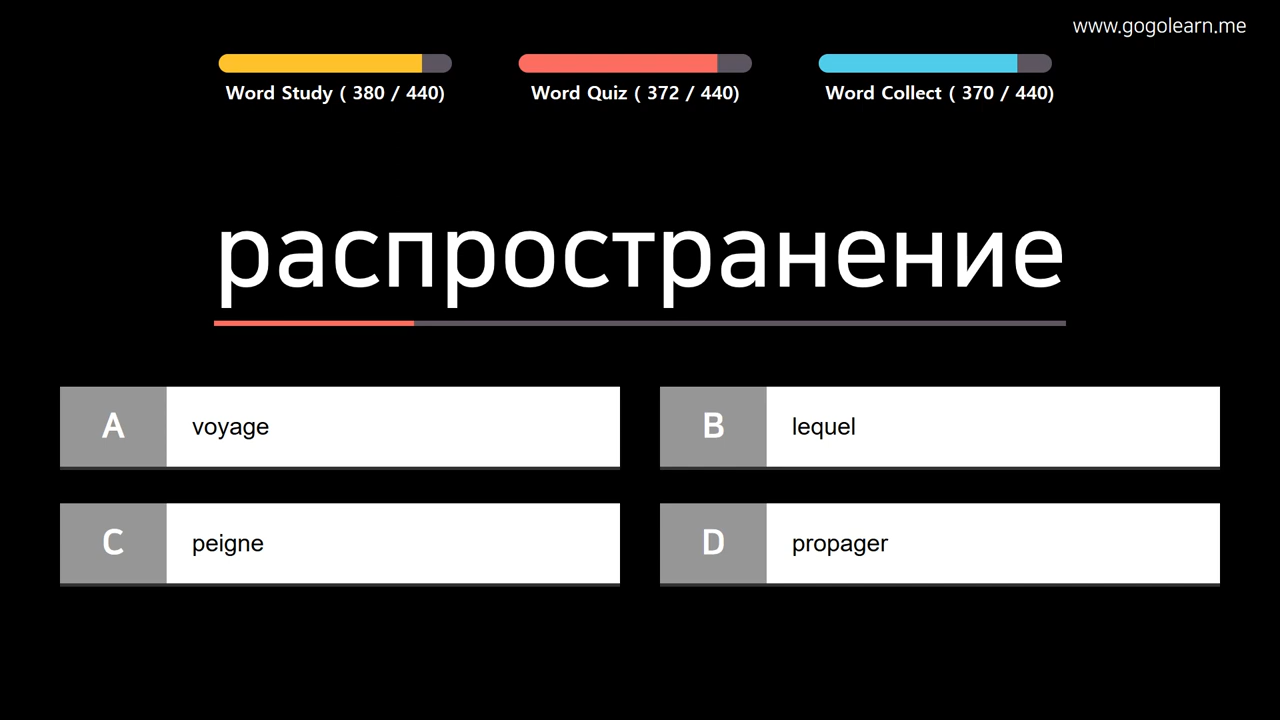 www.gogolearn.me
Word Study ( 380 / 440)
Word Quiz ( 372 / 440)
Word Collect ( 370 / 440)
распространение
A voyage
B lequel
C peigne
D propager